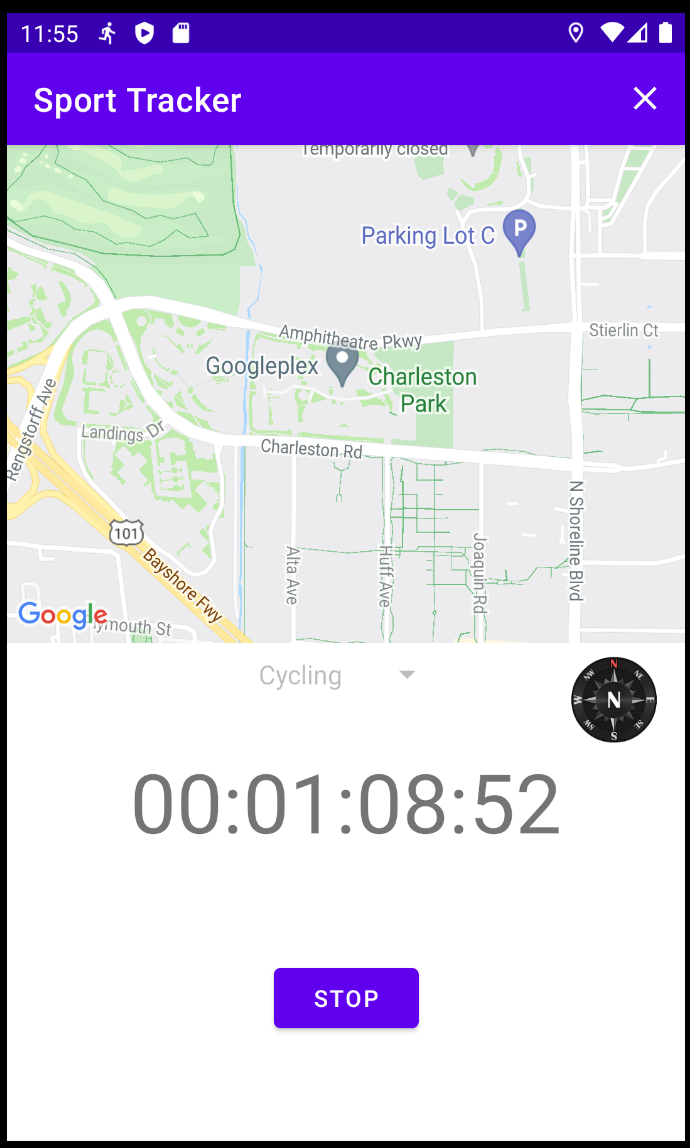 11:55
Sport Tracker
Temporarily closed
Parking Lot C
P
Stierlin Ct
Amphitheatre Pkwy
Googleplex
Charleston
Park
Rengstorff Ave
Landings Dr
Charleston Rd
N Shoreline Blvd
101
Bayshore Fwy
Alta Ave
Huff Ave
Joaquin Rd
Google
ymouth St
Cycling
N
NW
NE
W
N
E
SW
SE
S
00:01:08:52
STOP